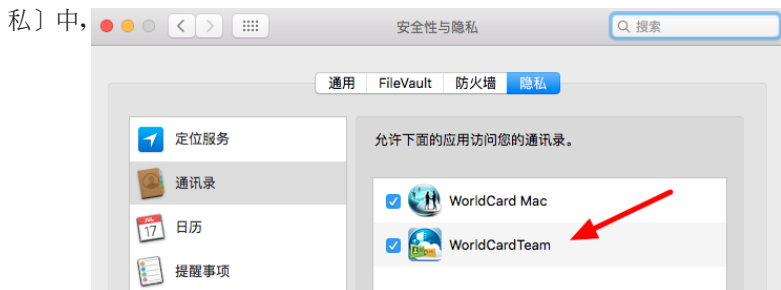 私〕中，
安全性与隐私
搜索
通用 FileVault 防火墙 隐私
定位服务
允许下面的应用访问您的通讯录。
通讯录
WorldCard Mac
JUL
17
日历
WorldCardTeam
提醒事项